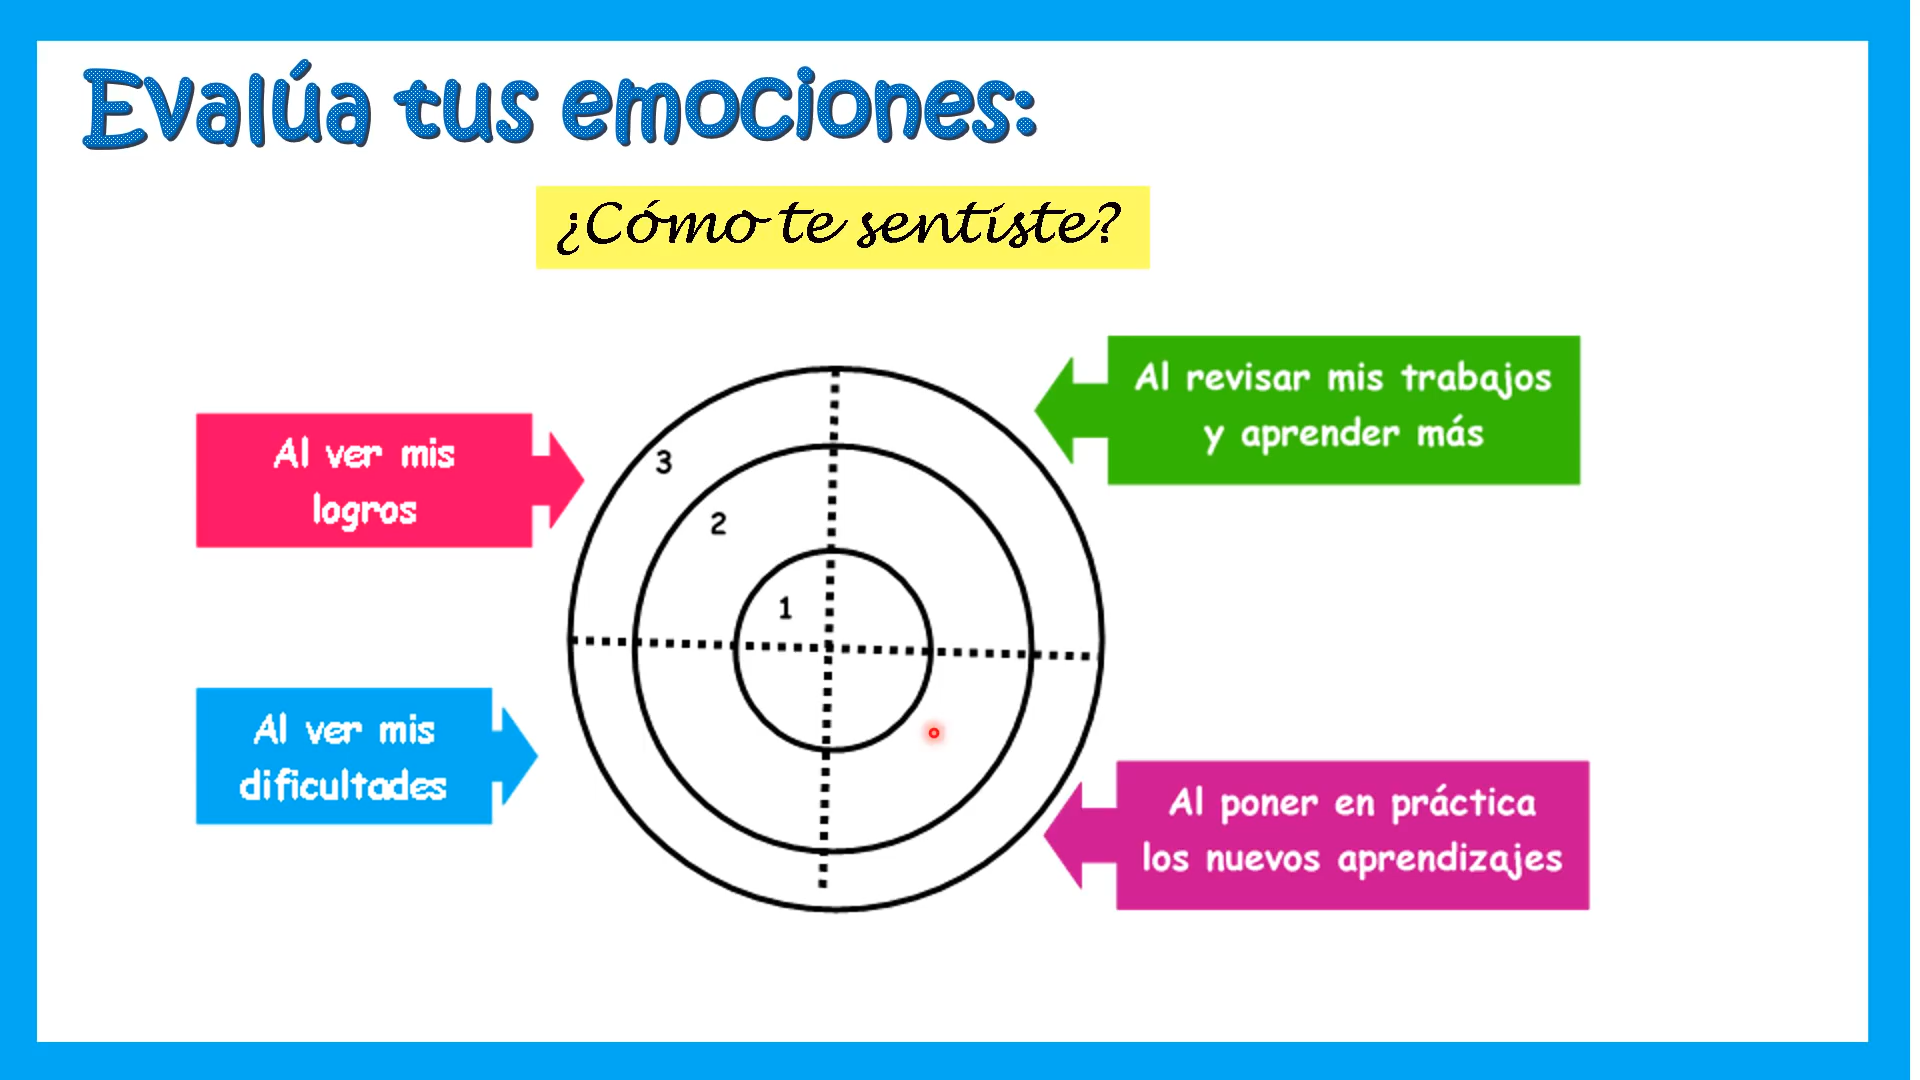 Evalúa tus emociones:
¿Cómo te sentiste?
Al revisar mis trabajos
y aprender más
Al ver mis
logros
3
2
1
Al ver mis
dificultades
Al poner en práctica
los nuevos aprendizajes